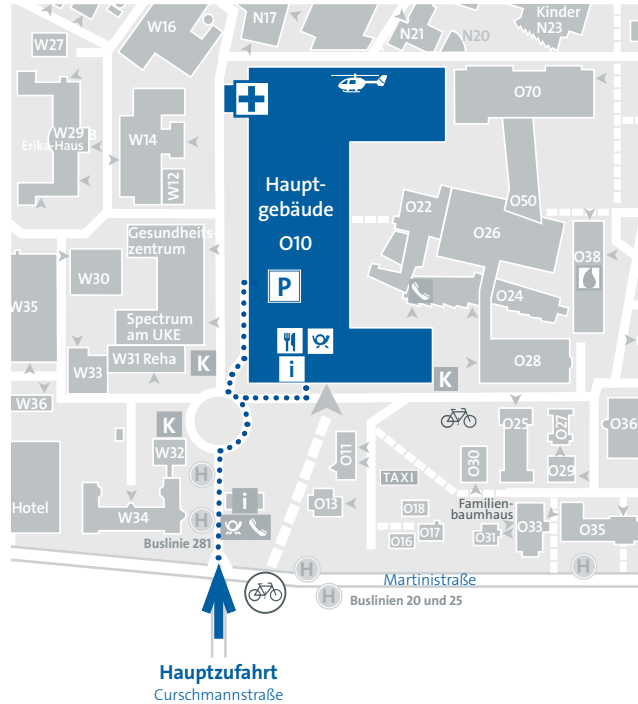 W27
W16
N17
N21
N20
Kinder
N23
O70
W29
Erika-Haus
W14
W12
Haupt-
gebäude
O10
O22
O50
O26
O38
Gesundheits-
zentrum
W30
P
O24
W35
Spectrum
am UKE
W31 Reha
K
i
O28
W33
K
W36
K
W32
O11
O25
O27
O36
O30
O29
TAXI
H
Hotel
W34
i
O13
O18
Familien-
baumhaus
H
O16
O17
O31
O33
O35
Buslinie 281
H
H
Martinistraße
H
Buslinien 20 und 25
Hauptzufahrt
Curschmannstraße